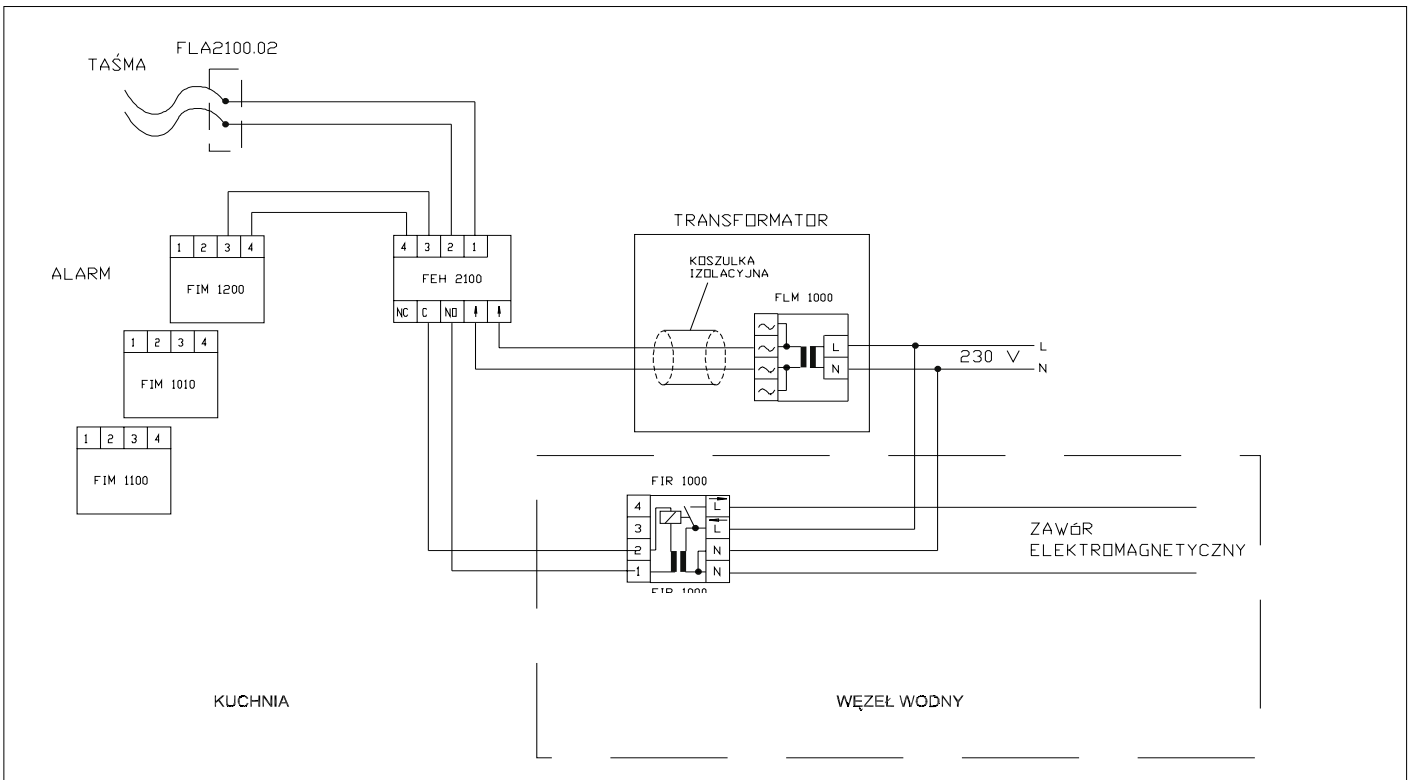 FLA2100.02
TAŚMA
TRANSFORMATOR
1 2 3 4
4 3 2 1
KOSZULKA
IZOLACYJNA
ALARM
FIM 1200
FEH 2100
FLM 1000
NC C NO
1 2 3 4
FIM 1010
L
N
230 V
L
N
1 2 3 4
FIM 1100
FIR 1000
4
3
2
1
L
L
N
N
ZAWóR
ELEKTROMAGNETYCZNY
FIR 1000
KUCHNIA
WĘZEŁ WODNY